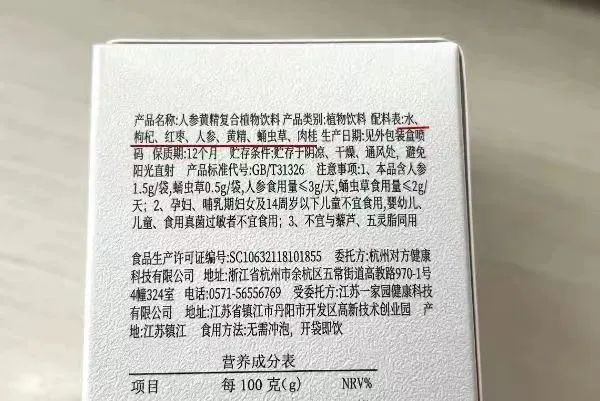 产品名称:人参黄精复合植物饮料 产品类别:植物饮料 配料表:水、
枸杞、红枣、人参、黄精、蛹虫草、肉桂 生产日期:见外包装盒喷
码 保质期:12个月 贮存条件:贮存于阴凉、干燥、通风处，避免
阳光直射 产品标准代号:GB/T31326 注意事项:1、本品含人参
1.5g/袋,蛹虫草0.5g/袋,人参食用量≤3g/天,蛹虫草食用量≤2g/
天；2、孕妇、哺乳期妇女及14周岁以下儿童不宜食用,婴幼儿、
儿童、食用真菌过敏者不宜食用；3、不宜与藜芦、五灵脂同用
食品生产许可证编号:SC10632118101855 委托方:杭州对方健康
科技有限公司 地址:浙江省杭州市余杭区五常街道高教路970-1号
4幢324室 电话:0571-56556769 受委托方:江苏一家园健康科技
有限公司 地址:江苏省镇江市丹阳市开发区高新技术创业园 产
地:江苏镇江 食用方法:无需冲泡，开袋即饮
营养成分表
项目 每100克(g) NRV%